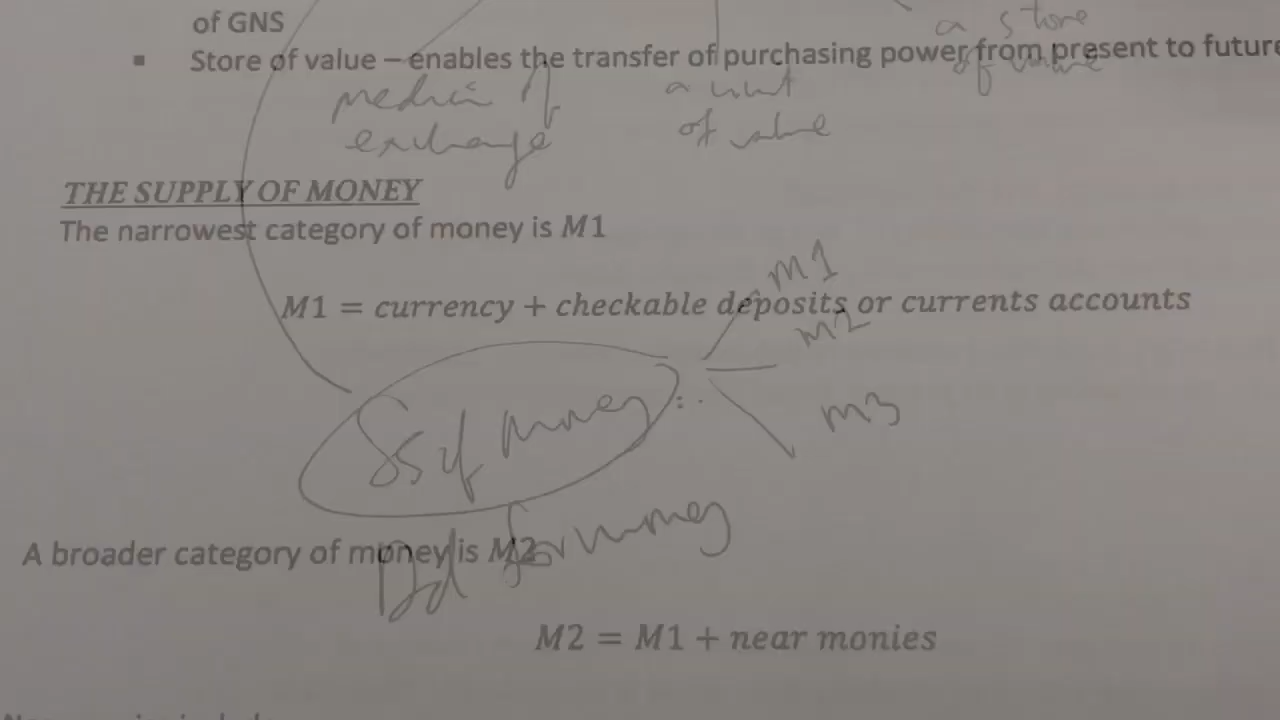 of GNS
a store
▪ Store of value – enables the transfer of purchasing power from present to future
of value
medium of a unit
exchange of value
THE SUPPLY OF MONEY
The narrowest category of money is M1
M1
M1 = currency + checkable deposits or currents accounts
M2
M3
SS of money :
Dd for money
A broader category of money is M2
M2 = M1 + near monies